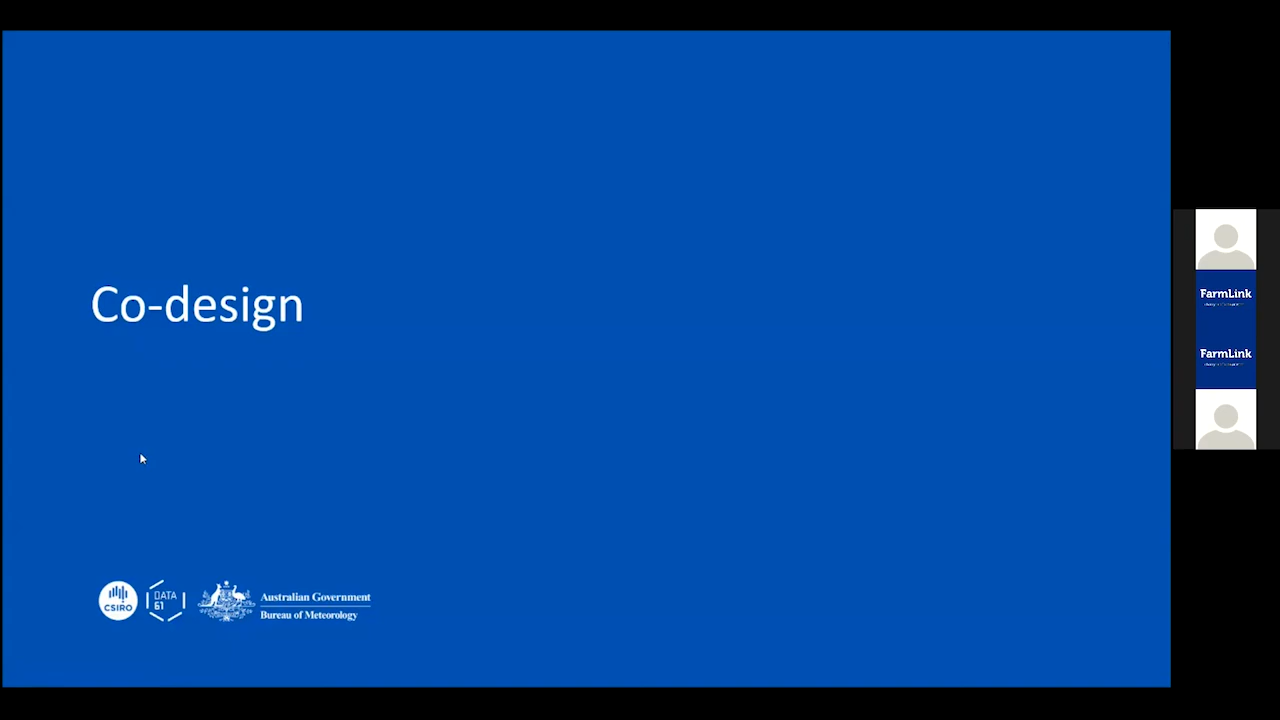 Co-design
CSIRO
DATA
61
Australian Government
Bureau of Meteorology
FarmLink
FarmLink